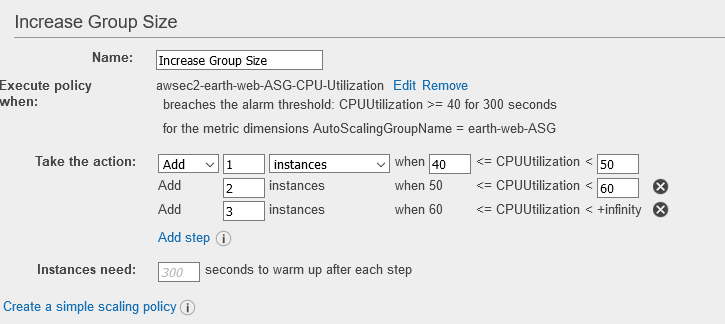 Increase Group Size
Name: Increase Group Size
Execute policy when: awsec2-earth-web-ASG-CPU-Utilization Edit Remove
breaches the alarm threshold: CPUUtilization >= 40 for 300 seconds
for the metric dimensions AutoScalingGroupName = earth-web-ASG
Take the action: Add 1 instances when 40 <= CPUUtilization < 50
Add 2 instances when 50 <= CPUUtilization < 60
Add 3 instances when 60 <= CPUUtilization < +infinity
Add step i
Instances need: 300 seconds to warm up after each step
Create a simple scaling policy i